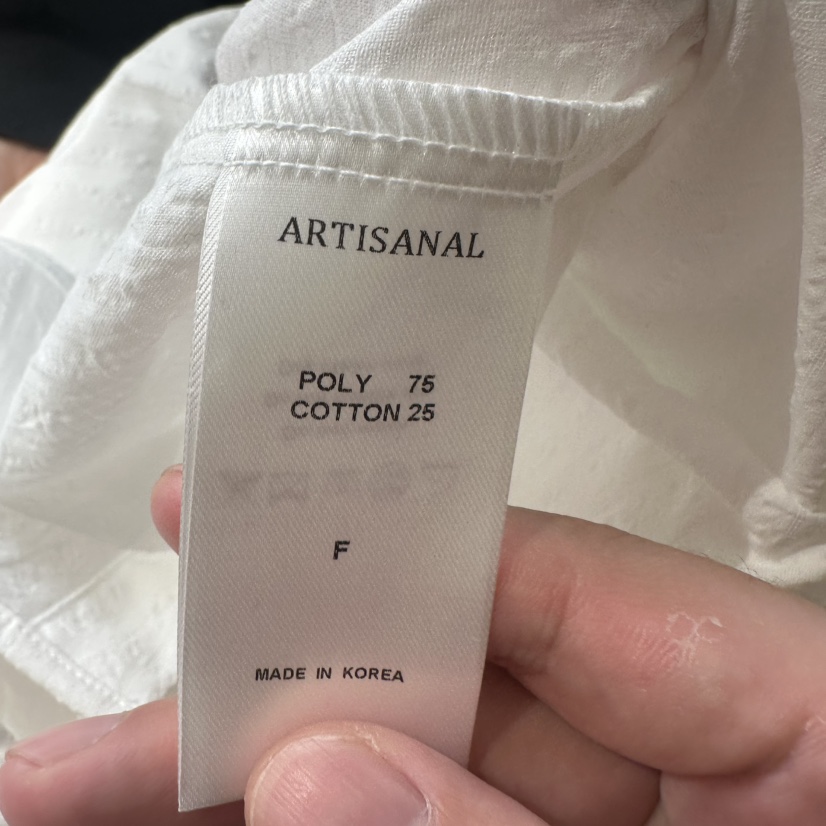 ARTISANAL
POLY 75
COTTON 25
F
MADE IN KOREA